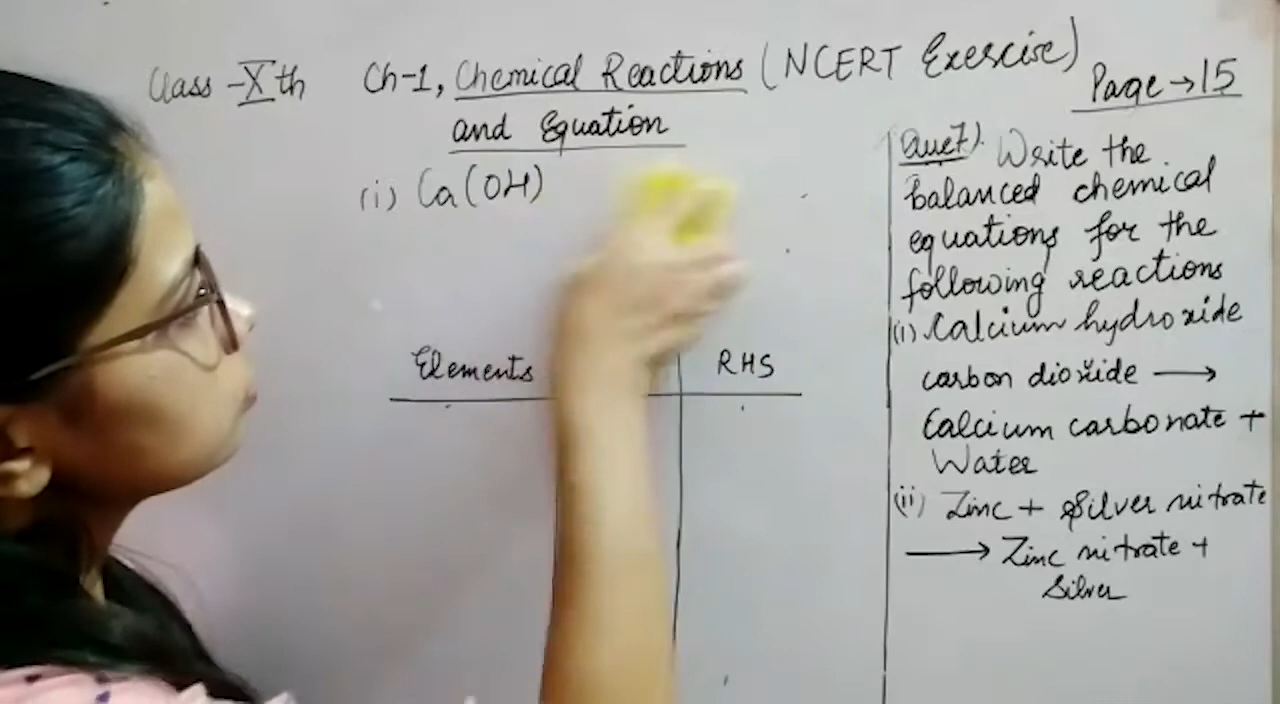 Class - Xth Ch-1, Chemical Reactions (NCERT Exercise)
and Equation
Page → 15
(i) Ca(OH)
Elements RHS
Que7). Write the
balanced chemical
equations for the
following reactions
(i) Calcium hydroxide
carbon dioxide ⟶
Calcium carbonate +
Water
(ii) Zinc + Silver nitrate
⟶ Zinc nitrate +
Silver